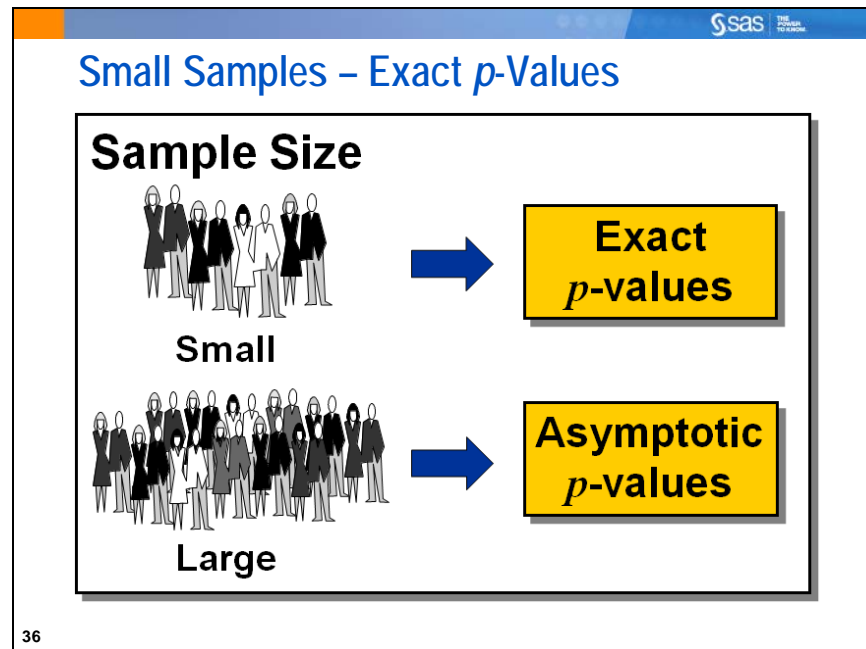 sas THE POWER TO KNOW.
Small Samples – Exact p-Values
Sample Size
Exact
p-values
Small
Asymptotic
p-values
Large
36